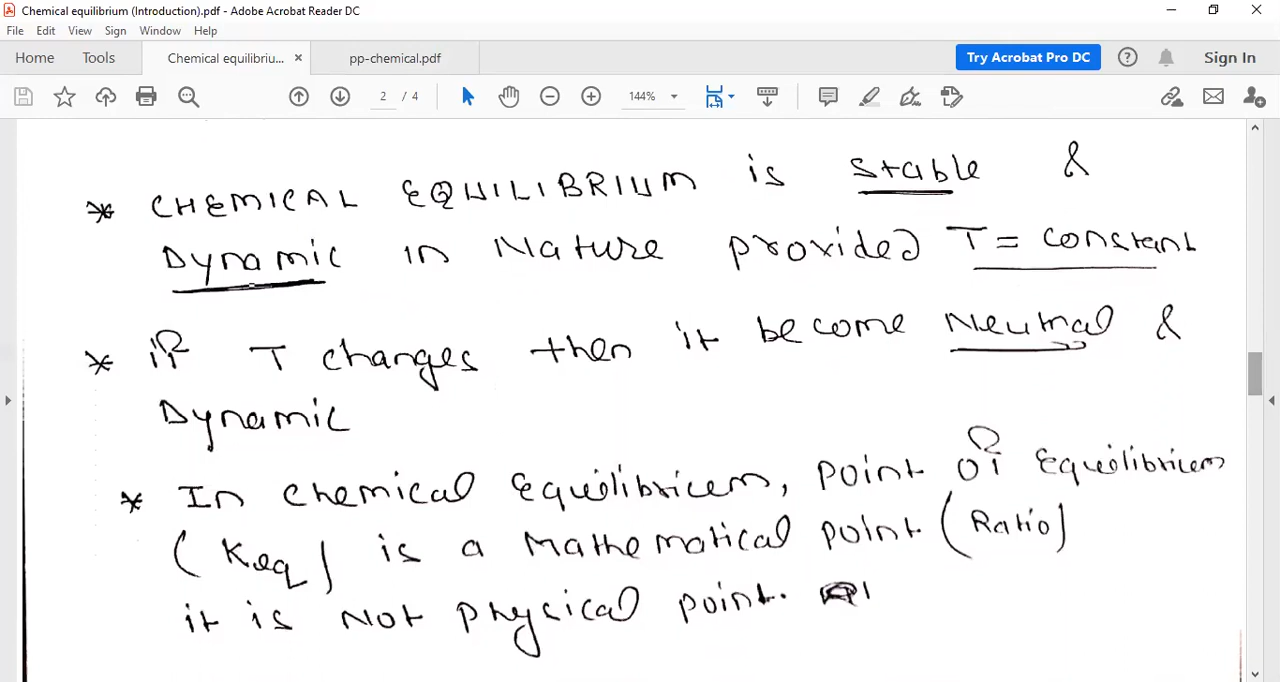 Chemical equilibrium (Introduction).pdf - Adobe Acrobat Reader DC
File Edit View Sign Window Help
Home Tools Chemical equilibriu... × pp-chemical.pdf Try Acrobat Pro DC Sign In
2 / 4 144%
* CHEMICAL EQUILIBRIUM is stable &
Dynamic in Nature provided T = constant
* if T changes then it become Neutral &
Dynamic
* In chemical Equilibrium, point of Equilibrium
(Keq) is a Mathematical point (Ratio)
it is Not physical point.